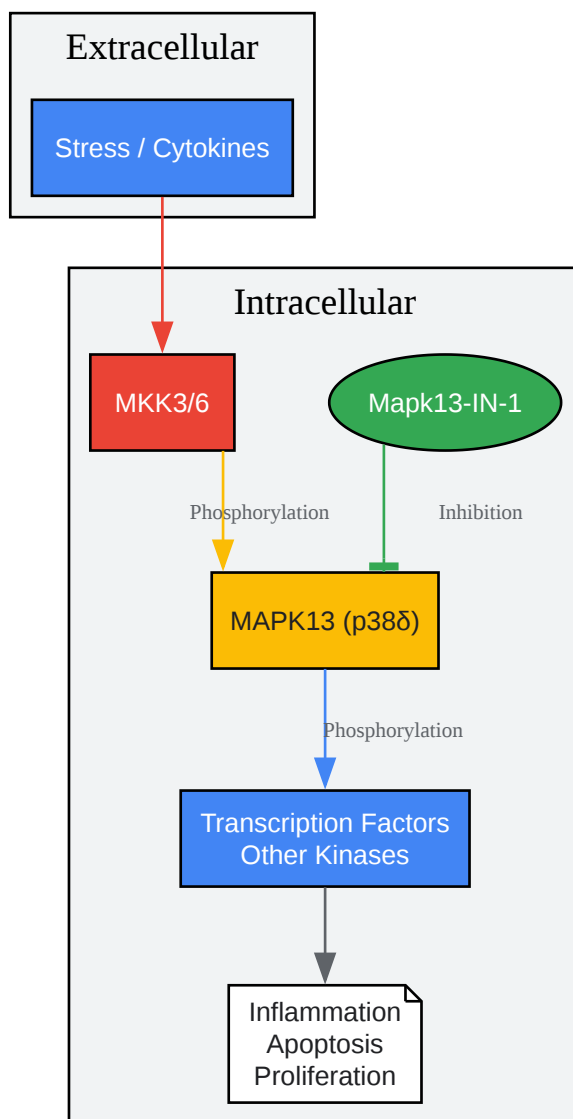 Extracellular
Stress / Cytokines
Intracellular
MKK3/6
Mapk13-IN-1
Phosphorylation
Inhibition
MAPK13 (p38δ)
Phosphorylation
Transcription Factors
Other Kinases
Inflammation
Apoptosis
Proliferation